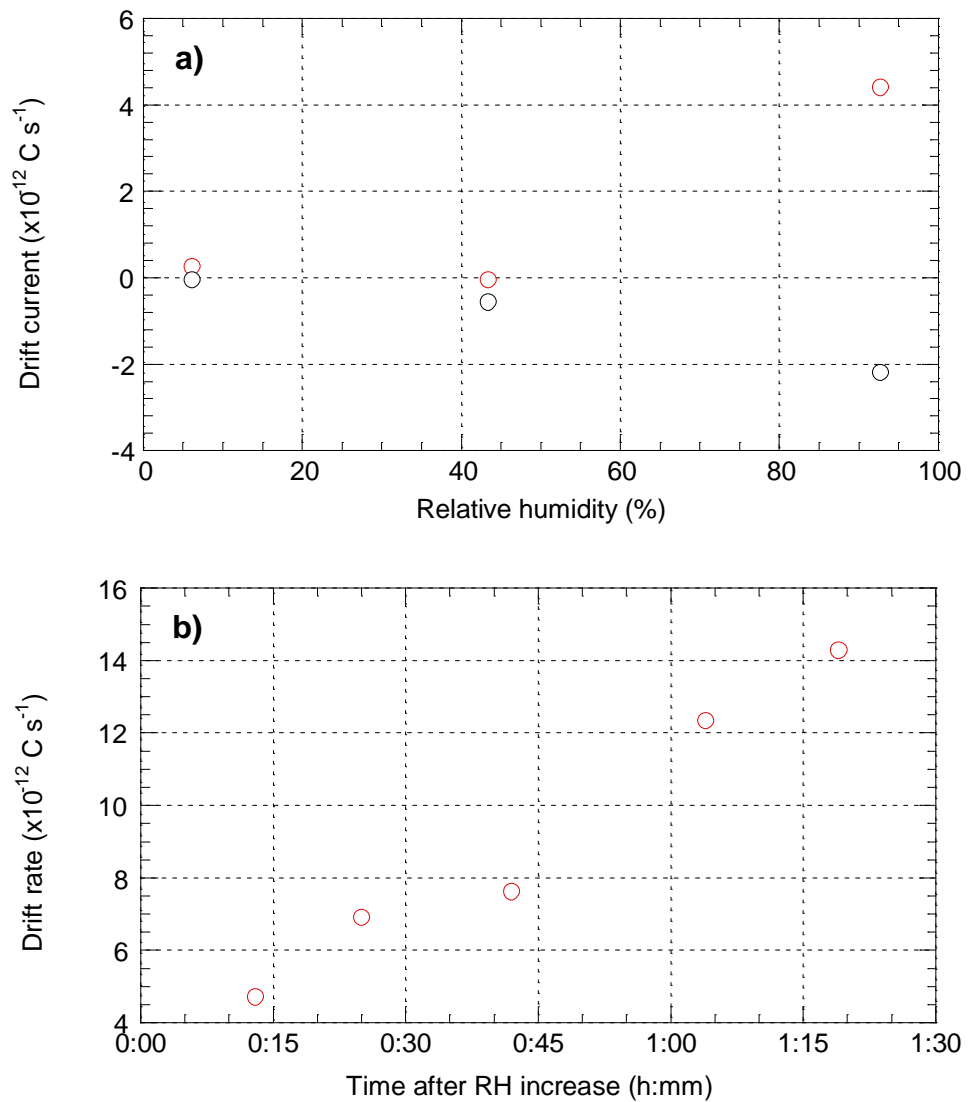 6
a)
4
2
0
-2
-4
Drift current (x10⁻¹² C s⁻¹)
0 20 40 60 80 100
Relative humidity (%)
16
b)
14
12
10
8
6
4
Drift rate (x10⁻¹² C s⁻¹)
0:00 0:15 0:30 0:45 1:00 1:15 1:30
Time after RH increase (h:mm)